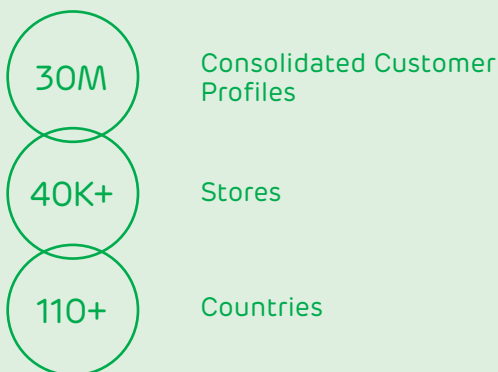 30M
Consolidated Customer
Profiles
40K+
Stores
110+
Countries